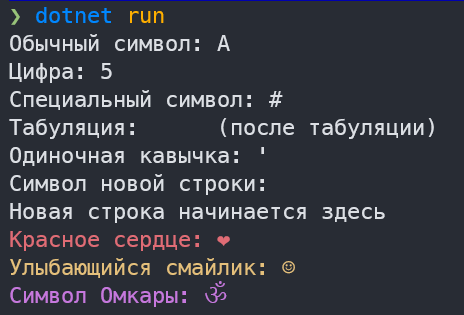 ❯ dotnet run
Обычный символ: A
Цифра: 5
Специальный символ: #
Табуляция:      (после табуляции)
Одиночная кавычка: '
Символ новой строки:
Новая строка начинается здесь
Красное сердце: ❤
Улыбающийся смайлик: ☺
Символ Омкары: ॐ